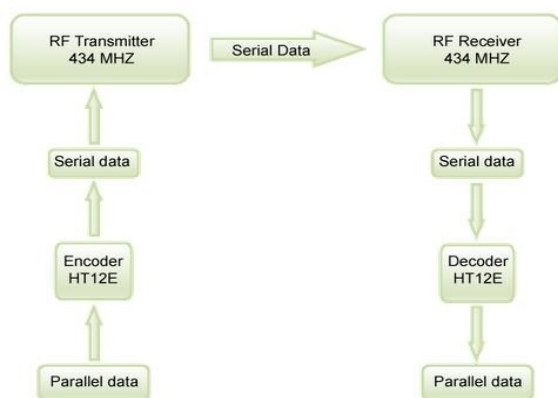 RF Transmitter
434 MHZ
Serial Data
RF Receiver
434 MHZ
Serial data
Serial data
Encoder
HT12E
Decoder
HT12E
Parallel data
Parallel data